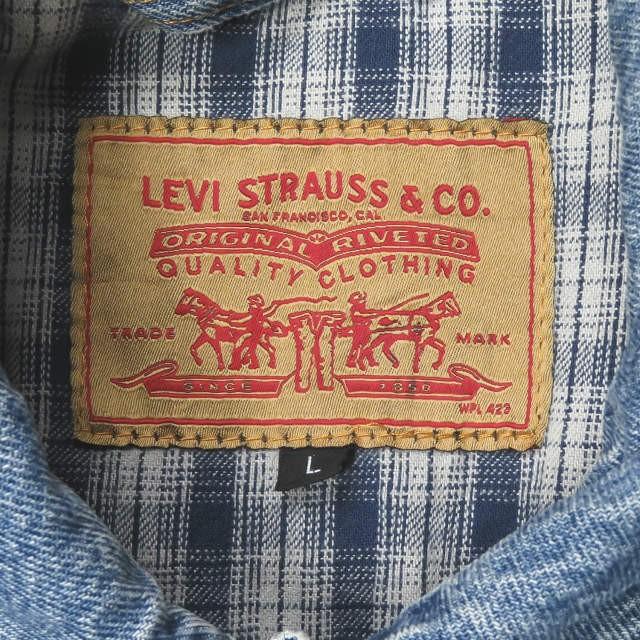 LEVI STRAUSS & CO.
SAN FRANCISCO, CAL
ORIGINAL RIVETED
QUALITY CLOTHING
TRADE MARK
SINCE 1850
WPL 423
L